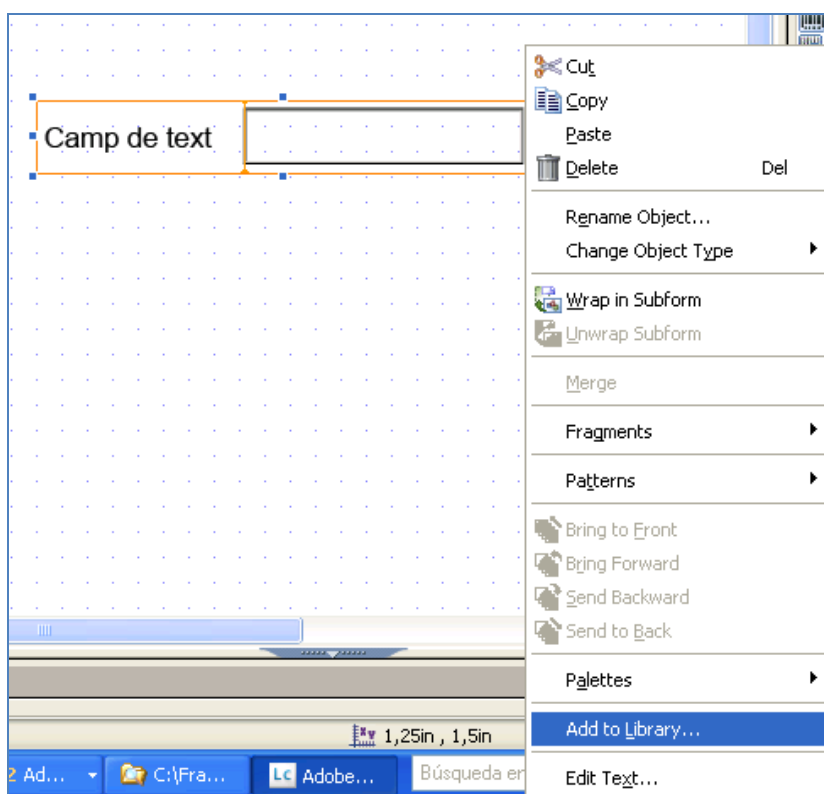 Camp de text
Cut
Copy
Paste
Delete Del
Rename Object...
Change Object Type
Wrap in Subform
Unwrap Subform
Merge
Fragments
Patterns
Bring to Front
Bring Forward
Send Backward
Send to Back
Palettes
Add to Library...
Edit Text...
1,25in , 1,5in
2 Ad...
C:\Fra...
LC Adobe...
Búsqueda en